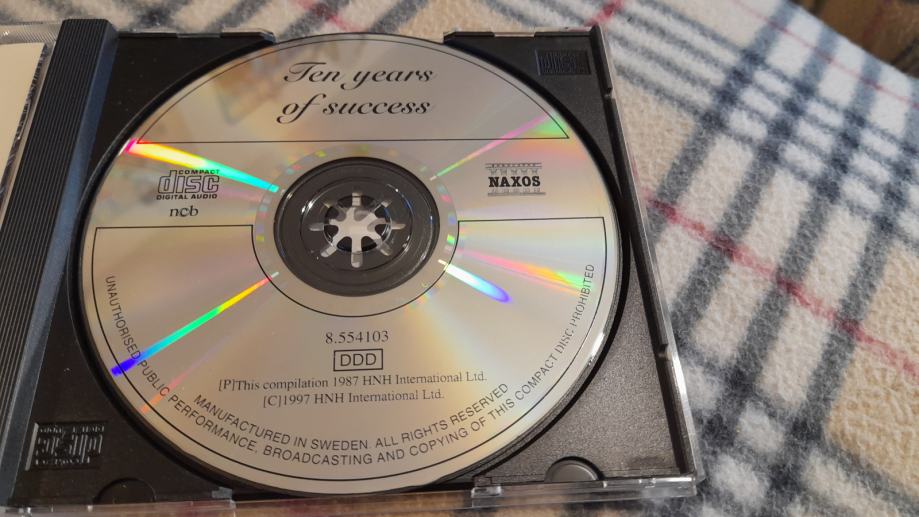 Ten years
of success
COMPACT
disc
DIGITAL AUDIO
ncb
NAXOS
8.554103
DDD
[P]This compilation 1987 HNH International Ltd.
[C]1997 HNH International Ltd.
MANUFACTURED IN SWEDEN. ALL RIGHTS RESERVED
UNAUTHORISED PUBLIC PERFORMANCE, BROADCASTING AND COPYING OF THIS COMPACT DISC PROHIBITED
disc